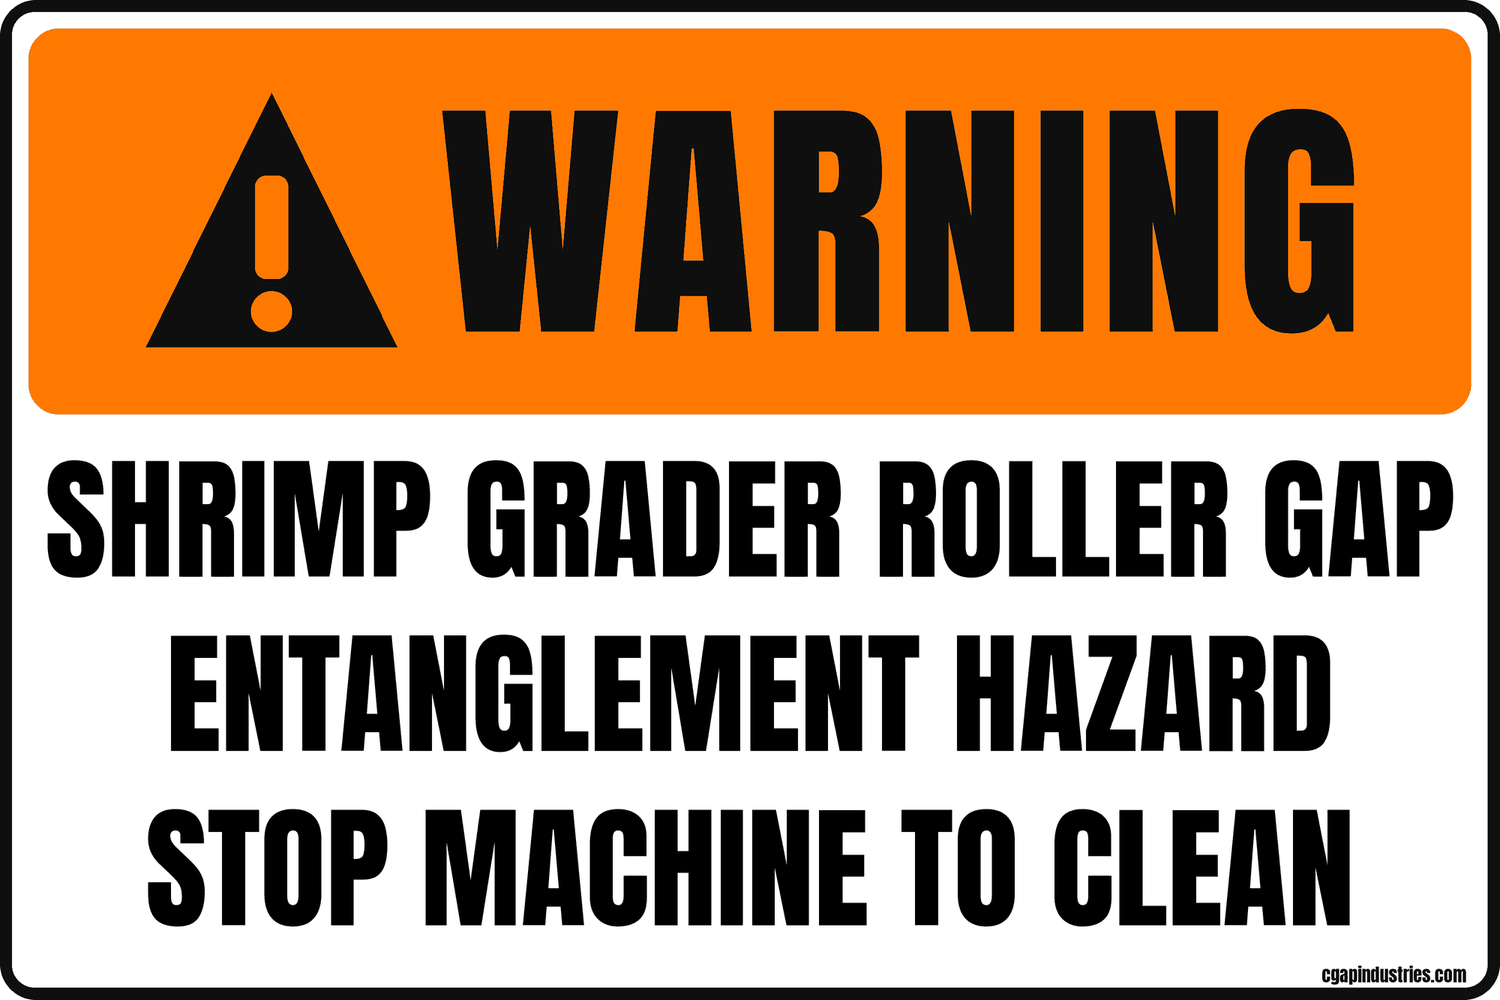 WARNING
SHRIMP GRADER ROLLER GAP
ENTANGLEMENT HAZARD
STOP MACHINE TO CLEAN
cgapindustries.com